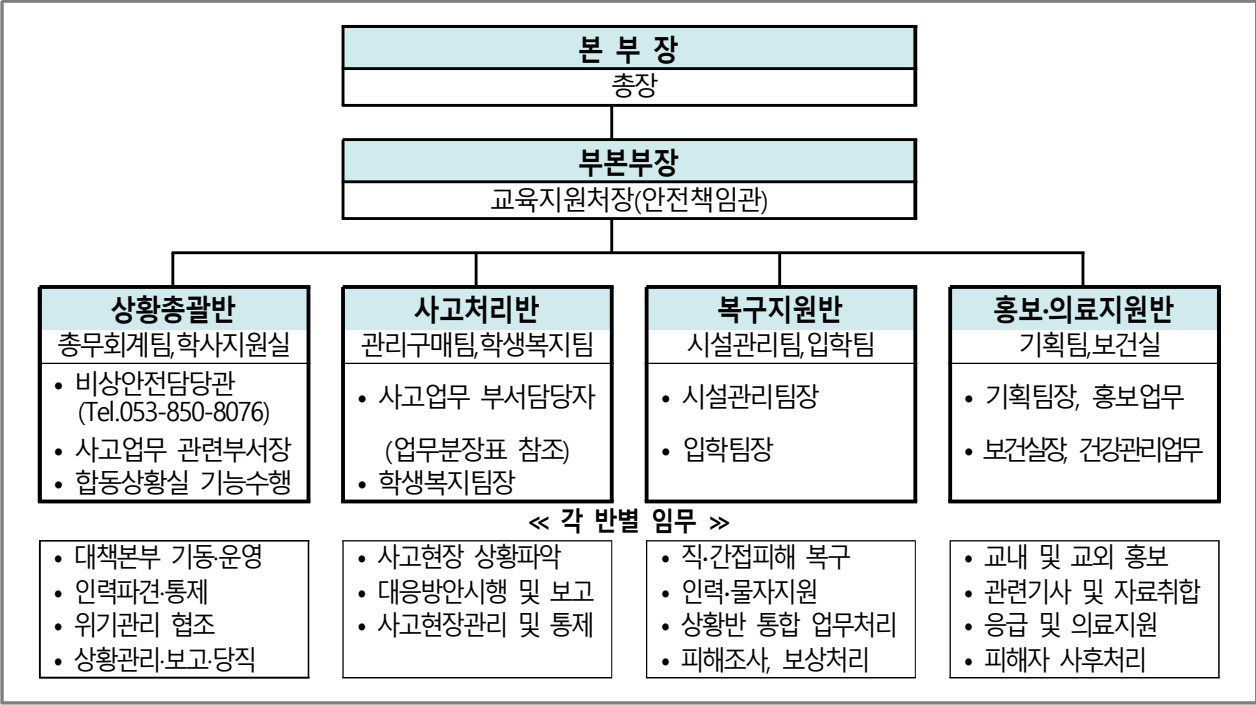 본 부 장
총장
부본부장
교육지원처장(안전책임관)
상황총괄반
총무회계팀,학사지원실
• 비상안전담당관
(Tel.053-850-8076)
• 사고업무 관련부서장
• 합동상황실 기능수행
사고처리반
관리구매팀,학생복지팀
• 사고업무 부서담당자
(업무분장표 참조)
• 학생복지팀장
복구지원반
시설관리팀,입학팀
• 시설관리팀장
• 입학팀장
홍보·의료지원반
기획팀,보건실
• 기획팀장, 홍보업무
• 보건실장, 건강관리업무
≪ 각 반별 임무 ≫
• 대책본부 기동·운영
• 인력파견·통제
• 위기관리 협조
• 상황관리·보고·당직
• 사고현장 상황파악
• 대응방안시행 및 보고
• 사고현장관리 및 통제
• 직·간접피해 복구
• 인력·물자지원
• 상황반 통합 업무처리
• 피해조사, 보상처리
• 교내 및 교외 홍보
• 관련기사 및 자료취합
• 응급 및 의료지원
• 피해자 사후처리